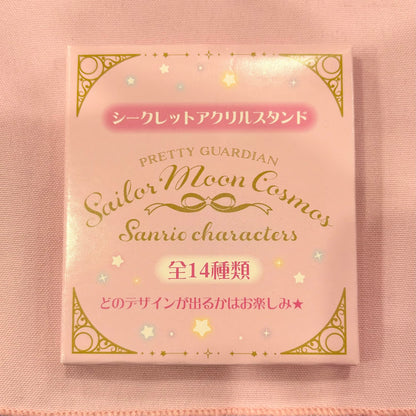 シークレットアクリルスタンド
PRETTY GUARDIAN
Sailor Moon Cosmos
Sanrio characters
全14種類
どのデザインが出るかはお楽しみ★